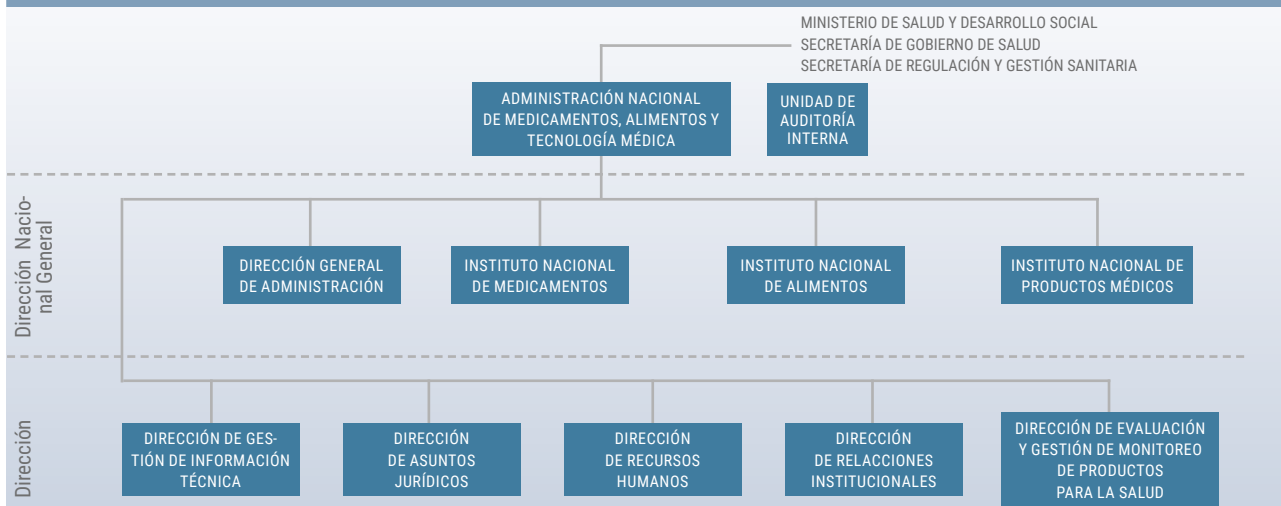 MINISTERIO DE SALUD Y DESARROLLO SOCIAL
SECRETARÍA DE GOBIERNO DE SALUD
SECRETARÍA DE REGULACIÓN Y GESTIÓN SANITARIA
ADMINISTRACIÓN NACIONAL
DE MEDICAMENTOS, ALIMENTOS Y
TECNOLOGÍA MÉDICA
UNIDAD DE
AUDITORÍA
INTERNA
Dirección Nacio-
nal General
DIRECCIÓN GENERAL
DE ADMINISTRACIÓN
INSTITUTO NACIONAL
DE MEDICAMENTOS
INSTITUTO NACIONAL
DE ALIMENTOS
INSTITUTO NACIONAL DE
PRODUCTOS MÉDICOS
Dirección
DIRECCIÓN DE GES-
TIÓN DE INFORMACIÓN
TÉCNICA
DIRECCIÓN
DE ASUNTOS
JURÍDICOS
DIRECCIÓN
DE RECURSOS
HUMANOS
DIRECCIÓN
DE RELACCIONES
INSTITUCIONALES
DIRECCIÓN DE EVALUACIÓN
Y GESTIÓN DE MONITOREO
DE PRODUCTOS
PARA LA SALUD